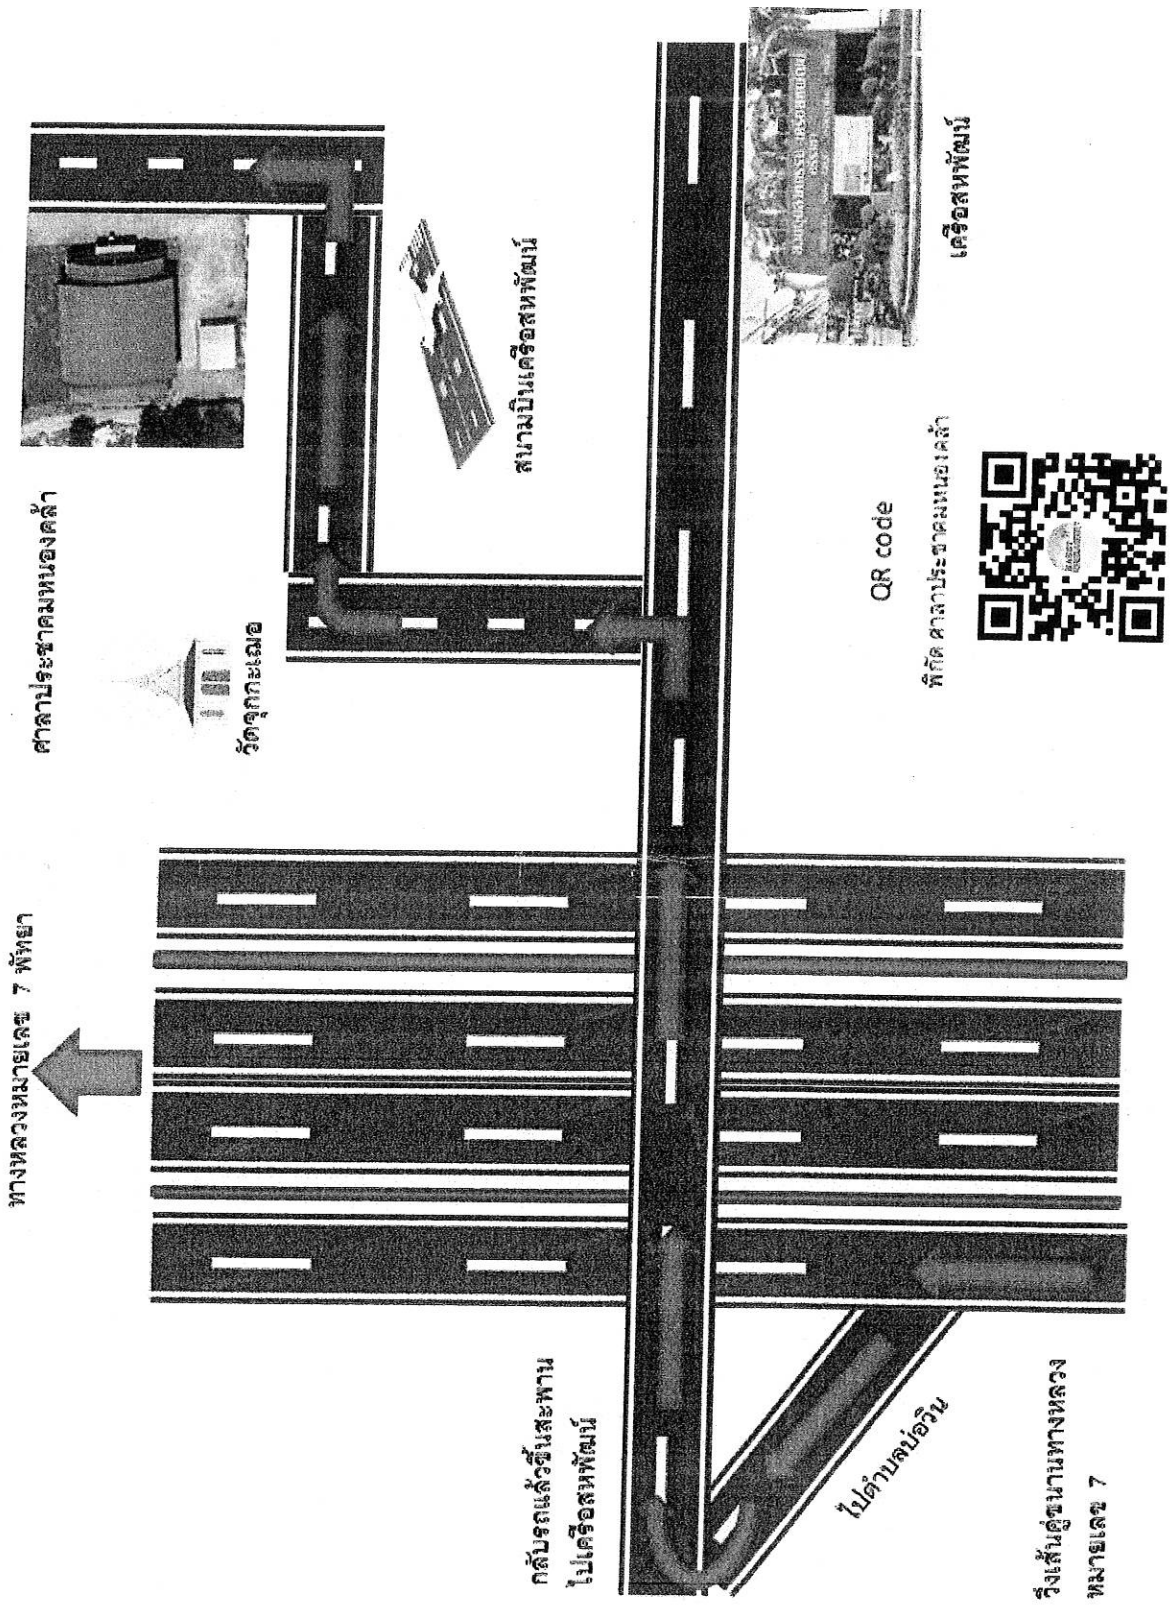 ศาลาประชาคมหนองคล้า
ทางหลวงหมายเลข 7 พัทยา
วัดจุกกะเฌอ
สนามบินเครือสหพัฒน์
กลับรถแล้วขึ้นสะพาน
ไปเครือสหพัฒน์
ไปตำบลบ่อวิน
วิ่งเส้นคู่ขนานทางหลวง
หมายเลข 7
เครือสหพัฒน์
QR code
พิกัด ศาลาประชาคมหนองคล้า